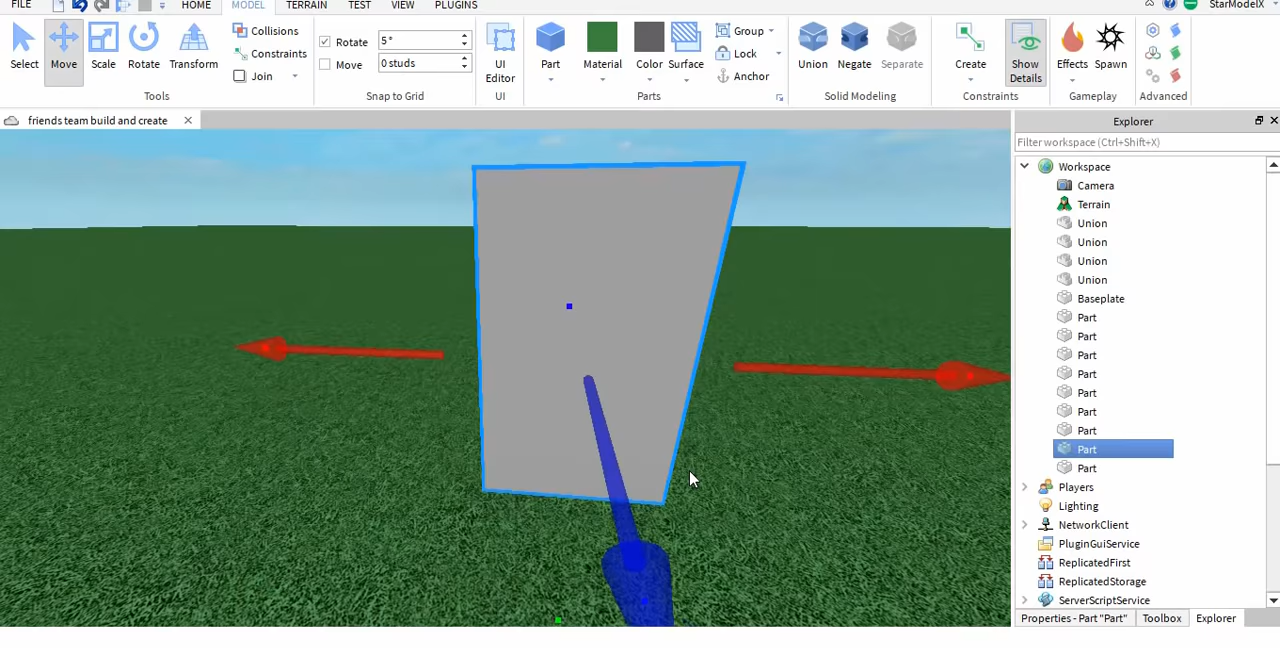 FILE HOME MODEL TERRAIN TEST VIEW PLUGINS StarModelX
Select Move Scale Rotate Transform
Collisions
Constraints
Join
Tools
Rotate 5°
Move 0 studs
Snap to Grid
UI
Editor
UI
Part Material Color Surface
Group
Lock
Anchor
Parts
Union Negate Separate
Solid Modeling
Create Show
Details
Constraints
Effects Spawn
Gameplay
Advanced
friends team build and create
Explorer
Filter workspace (Ctrl+Shift+X)
Workspace
Camera
Terrain
Union
Union
Union
Union
Baseplate
Part
Part
Part
Part
Part
Part
Part
Part
Part
Players
Lighting
NetworkClient
PluginGuiService
ReplicatedFirst
ReplicatedStorage
ServerScriptService
Properties - Part "Part" Toolbox Explorer